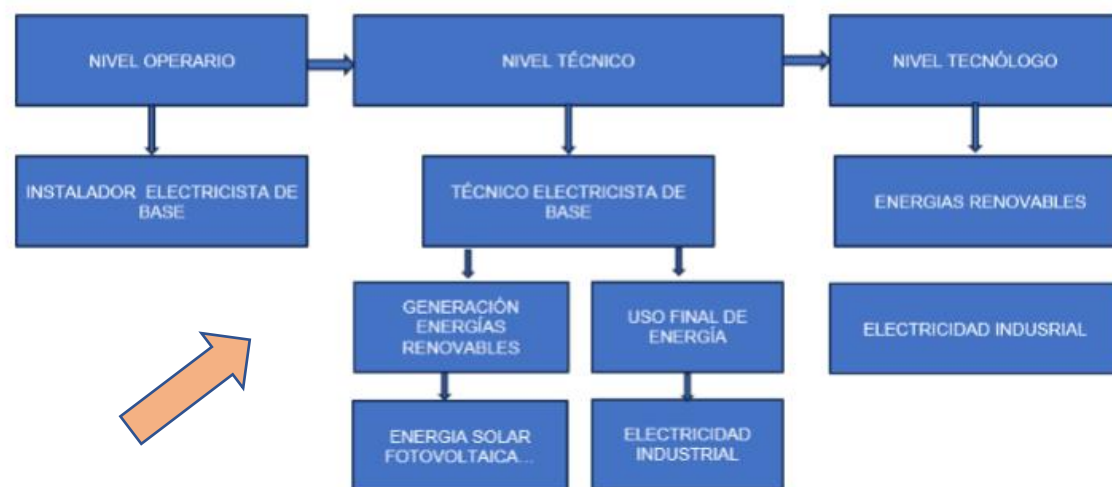 NIVEL OPERARIO
NIVEL TÉCNICO
NIVEL TECNÓLOGO
INSTALADOR ELECTRICISTA DE
BASE
TÉCNICO ELECTRICISTA DE
BASE
ENERGIAS RENOVABLES
GENERACIÓN
ENERGÍAS
RENOVABLES
USO FINAL DE
ENERGÍA
ELECTRICIDAD INDUSRIAL
ENERGIA SOLAR
FOTOVOLTAICA...
ELECTRICIDAD
INDUSTRIAL